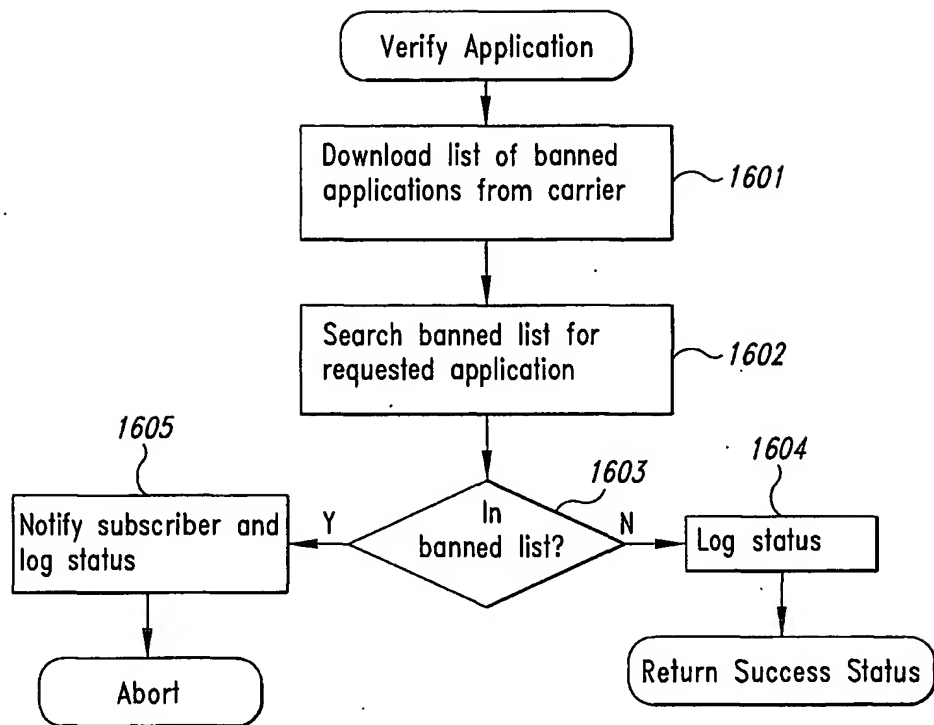 Verify Application
Download list of banned
applications from carrier
1601
Search banned list for
requested application
1602
1605
1603
1604
Notify subscriber and
log status
Y
In
banned list?
N
Log status
Abort
Return Success Status